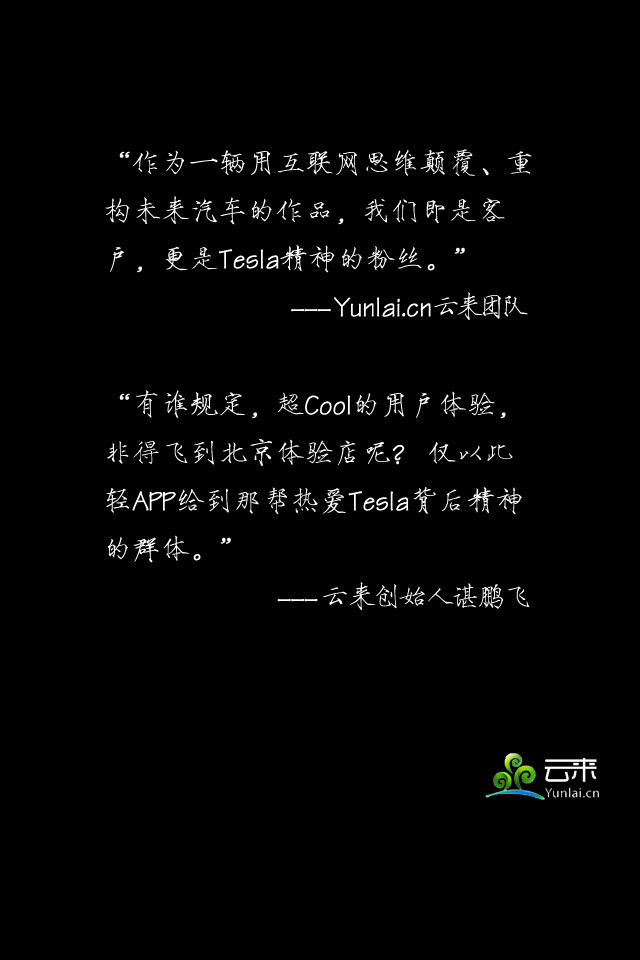 “作为一辆用互联网思维颠覆、重
构未来汽车的作品，我们即是客
户，更是Tesla精神的粉丝。”
---Yunlai.cn云来团队
“有谁规定，超Cool的用户体验，
非得飞到北京体验店呢？ 仅以此
轻APP给到那帮热爱Tesla背后精神
的群体。”
---云来创始人谌鹏飞
云来
Yunlai.cn